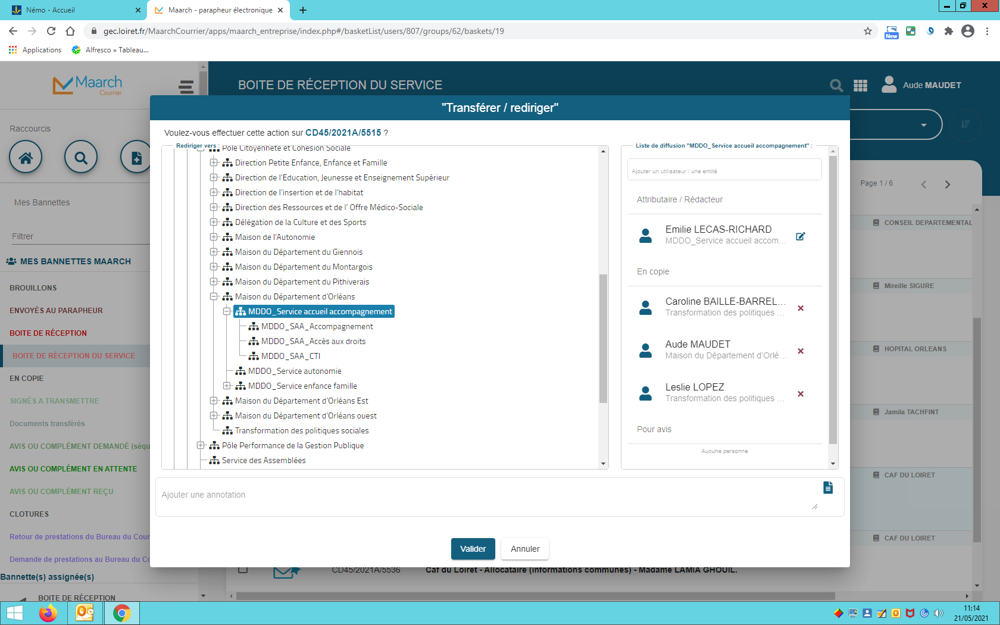 Némo - Accueil
Maarch - parapheur électronique
gec.loiret.fr/MaarchCourrier/apps/maarch_entreprise/index.php#/basketList/users/807/groups/62/baskets/19
New
Applications
Alfresco » Tableau...
Maarch
Courrier
BOITE DE RÉCEPTION DU SERVICE
Aude MAUDET
Raccourcis
Mes Bannettes
Filtrer
MES BANNETTES MAARCH
BROUILLONS
ENVOYÉS AU PARAPHEUR
BOITE DE RÉCEPTION
BOITE DE RÉCEPTION DU SERVICE
EN COPIE
SIGNÉS A TRANSMETTRE
Documents transférés
AVIS OU COMPLÉMENT DEMANDÉ (séqu
AVIS OU COMPLÉMENT EN ATTENTE
AVIS OU COMPLÉMENT REÇU
CLOTURES
Retour de prestations du Bureau du Cour
Demande de prestations au Bureau du Co
Bannette(s) assignée(s)
BOITE DE RÉCEPTION
"Transférer / rediriger"
Voulez-vous effectuer cette action sur CD45/2021A/5515 ?
Rediriger vers :
Pôle Citoyenneté et Cohésion Sociale
Direction Petite Enfance, Enfance et Famille
Direction de l'Education, Jeunesse et Enseignement Supérieur
Direction de l'insertion et de l'habitat
Direction des Ressources et de l' Offre Médico-Sociale
Délégation de la Culture et des Sports
Maison de l'Autonomie
Maison du Département du Giennois
Maison du Département du Montargois
Maison du Département du Pithiverais
Maison du Département d'Orléans
MDDO_Service accueil accompagnement
MDDO_SAA_Accompagnement
MDDO_SAA_Accès aux droits
MDDO_SAA_CTI
MDDO_Service autonomie
MDDO_Service enfance famille
Maison du Département d'Orléans Est
Maison du Département d'Orléans ouest
Transformation des politiques sociales
Pôle Performance de la Gestion Publique
Service des Assemblées
Liste de diffusion "MDDO_Service accueil accompagnement" :
Ajouter un utilisateur / une entité
Attributaire / Rédacteur
Emilie LECAS-RICHARD
MDDO_Service accueil accom...
En copie
Caroline BAILLE-BARREL...
Transformation des politiques ...
Aude MAUDET
Maison du Département d'Orlé...
Leslie LOPEZ
Transformation des politiques ...
Pour avis
Aucune personne
Ajouter une annotation
Valider
Annuler
Page 1 / 6
CONSEIL DEPARTEMENTAL
Mireille SIGURE
HOPITAL ORLEANS
Jamila TACHFINT
CAF DU LOIRET
CAF DU LOIRET
CD45/2021A/5536
Caf du Loiret - Allocataire (informations communes) - Madame LAMIA GHOUIL.
11:14
21/05/2021